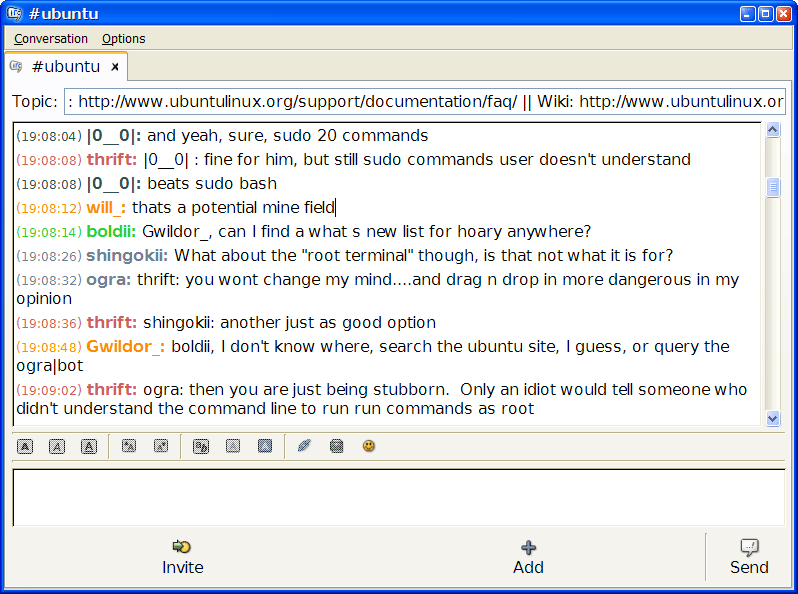 #ubuntu
Conversation Options
#ubuntu x
Topic: : http://www.ubuntulinux.org/support/documentation/faq/ || Wiki: http://www.ubuntulinux.or
(19:08:04) |0__0|: and yeah, sure, sudo 20 commands
(19:08:08) thrift: |0__0| : fine for him, but still sudo commands user doesn't understand
(19:08:08) |0__0|: beats sudo bash
(19:08:12) will_: thats a potential mine field
(19:08:14) boldii: Gwildor_, can I find a what s new list for hoary anywhere?
(19:08:26) shingokii: What about the "root terminal" though, is that not what it is for?
(19:08:32) ogra: thrift: you wont change my mind....and drag n drop in more dangerous in my
opinion
(19:08:36) thrift: shingokii: another just as good option
(19:08:48) Gwildor_: boldii, I don't know where, search the ubuntu site, I guess, or query the
ogra|bot
(19:09:02) thrift: ogra: then you are just being stubborn.  Only an idiot would tell someone who
didn't understand the command line to run run commands as root
Invite Add Send